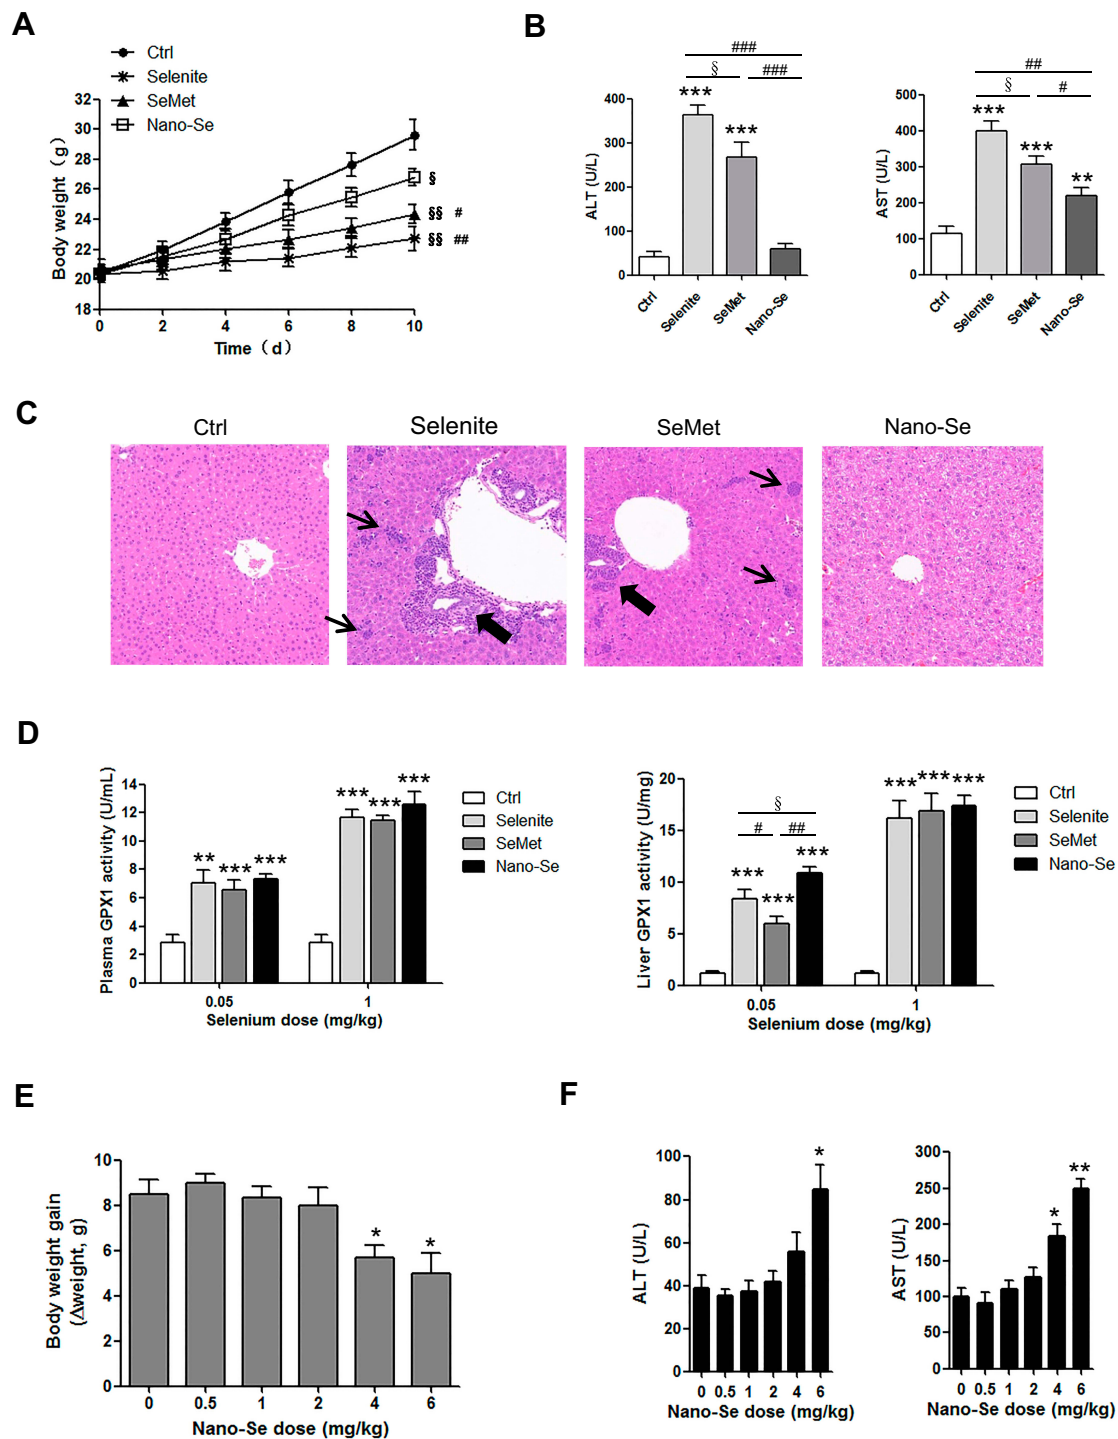 A
Ctrl
Selenite
SeMet
Nano-Se
Body weight (g)
32
30
28
26
24
22
20
18
§
§§ #
§§ ##
0 2 4 6 8 10
Time (d)
B
###
§ ###
***
***
ALT (U/L)
400
300
200
100
0
Ctrl
Selenite
SeMet
Nano-Se
##
§ #
***
***
**
AST (U/L)
500
400
300
200
100
0
Ctrl
Selenite
SeMet
Nano-Se
C
Ctrl Selenite SeMet Nano-Se
D
Plasma GPX1 activity (U/mL)
14
12
10
8
6
4
2
0
** *** ***
*** *** ***
Ctrl
Selenite
SeMet
Nano-Se
0.05 1
Selenium dose (mg/kg)
Liver GPX1 activity (U/mg)
20
15
10
5
0
§
# ##
*** *** ***
*** *** ***
Ctrl
Selenite
SeMet
Nano-Se
0.05 1
Selenium dose (mg/kg)
E
Body weight gain
(Δweight, g)
10
8
6
4
2
0
* *
0 0.5 1 2 4 6
Nano-Se dose (mg/kg)
F
ALT (U/L)
100
80
60
40
20
0
*
0 0.5 1 2 4 6
Nano-Se dose (mg/kg)
AST (U/L)
300
250
200
150
100
50
0
* **
0 0.5 1 2 4 6
Nano-Se dose (mg/kg)